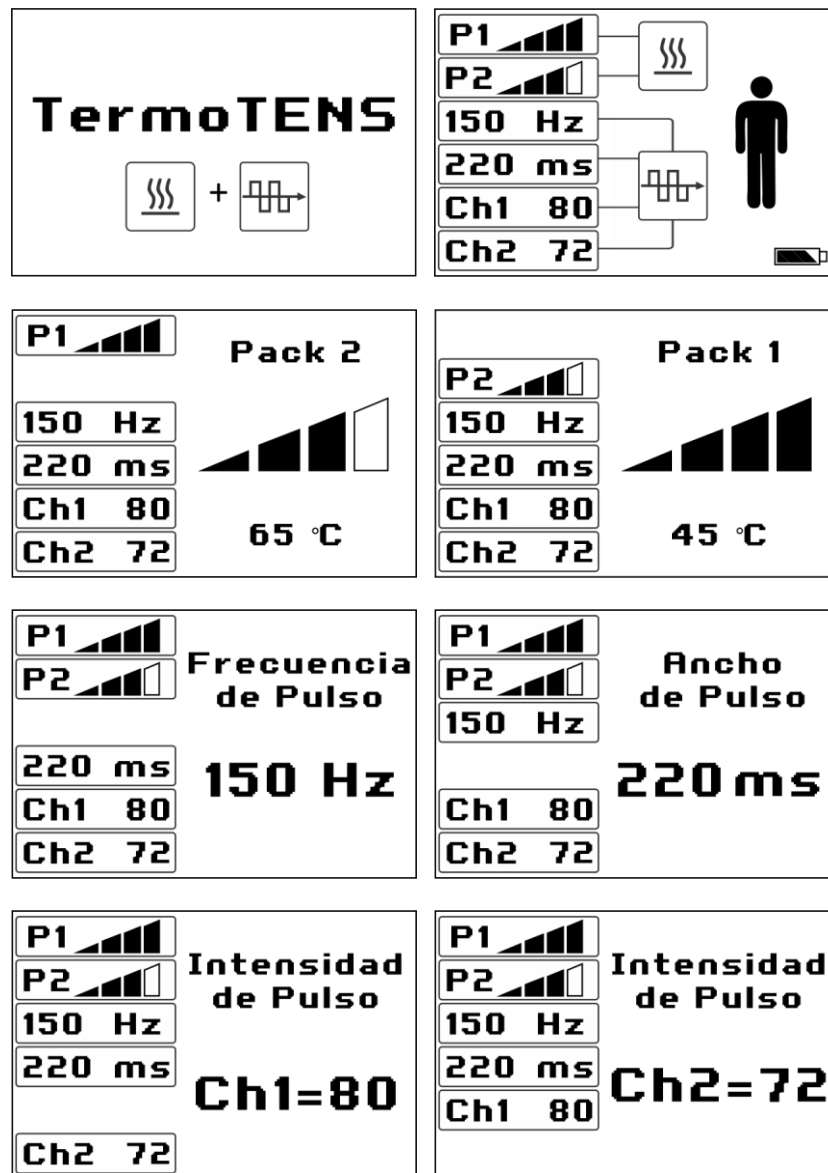 TermoTENS
+
P1
P2
150 Hz
220 ms
Ch1 80
Ch2 72
P1
150 Hz
220 ms
Ch1 80
Ch2 72
Pack 2
65 °C
P2
150 Hz
220 ms
Ch1 80
Ch2 72
Pack 1
45 °C
P1
P2
220 ms
Ch1 80
Ch2 72
Frecuencia
de Pulso
150 Hz
P1
P2
150 Hz
Ch1 80
Ch2 72
Ancho
de Pulso
220 ms
P1
P2
150 Hz
220 ms
Ch2 72
Intensidad
de Pulso
Ch1=80
P1
P2
150 Hz
220 ms
Ch1 80
Intensidad
de Pulso
Ch2=72